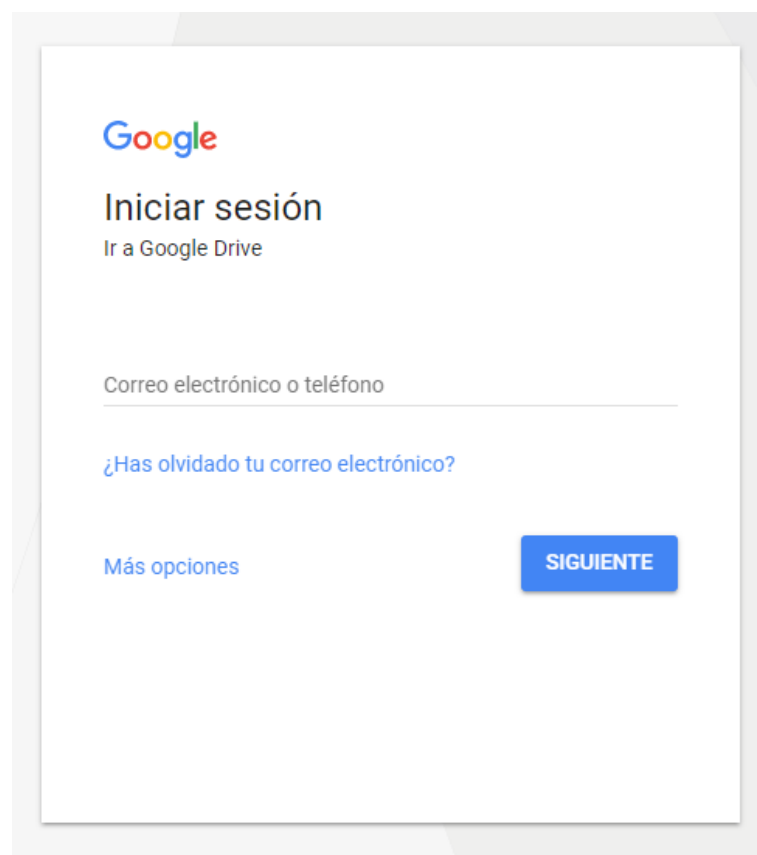 Google
Iniciar sesión
Ir a Google Drive
Correo electrónico o teléfono
¿Has olvidado tu correo electrónico?
Más opciones
SIGUIENTE